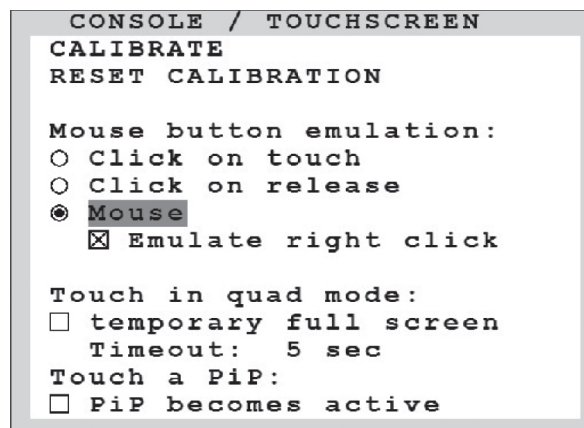 CONSOLE / TOUCHSCREEN
CALIBRATE
RESET CALIBRATION
Mouse button emulation:
Click on touch
Click on release
Mouse
Emulate right click
Touch in quad mode:
temporary full screen
Timeout: 5 sec
Touch a PiP:
PiP becomes active